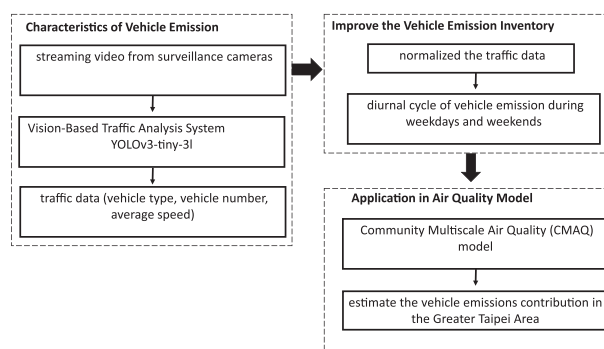 Characteristics of Vehicle Emission
streaming video from surveillance cameras
Vision-Based Traffic Analysis System
YOLOv3-tiny-3l
traffic data (vehicle type, vehicle number,
average speed)
Improve the Vehicle Emission Inventory
normalized the traffic data
diurnal cycle of vehicle emission during
weekdays and weekends
Application in Air Quality Model
Community Multiscale Air Quality (CMAQ)
model
estimate the vehicle emissions contribution in
the Greater Taipei Area